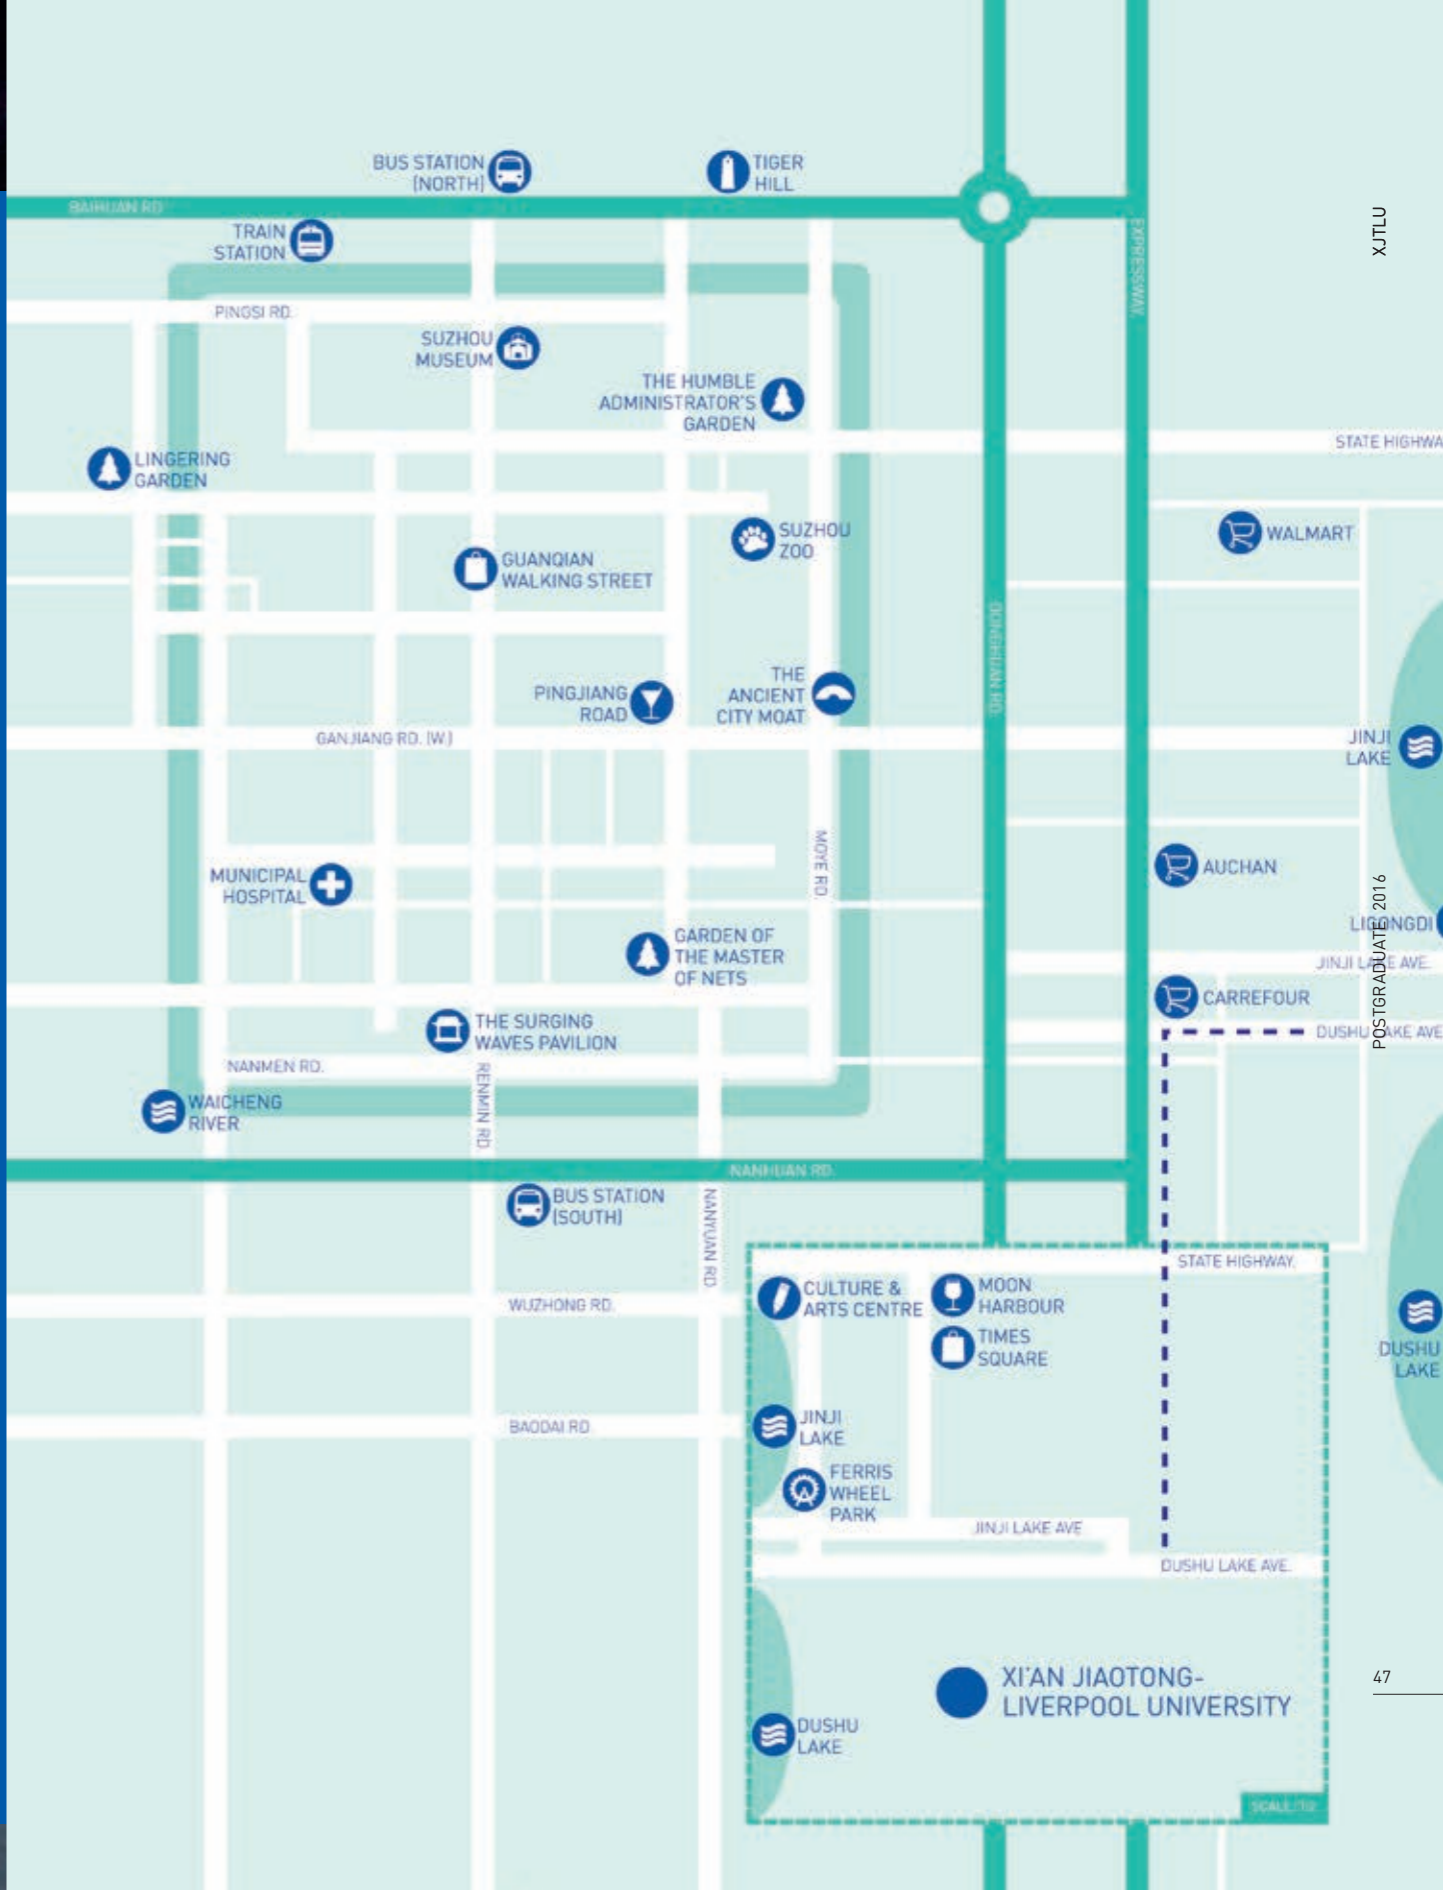 BUS STATION
(NORTH)
TIGER
HILL
BAIHUAN RD.
TRAIN
STATION
EXPRESSWAY.
XJTLU
PINGSI RD.
SUZHOU
MUSEUM
THE HUMBLE
ADMINISTRATOR'S
GARDEN
STATE HIGHWA
LINGERING
GARDEN
SUZHOU
ZOO
WALMART
GUANQIAN
WALKING STREET
DONGHUAN RD.
PINGJIANG
ROAD
THE
ANCIENT
CITY MOAT
GANJIANG RD. (W.)
JINJI
LAKE
MOYE RD.
AUCHAN
MUNICIPAL
HOSPITAL
POSTGRADUATE 2016
LIGONGDI
GARDEN OF
THE MASTER
OF NETS
JINJI LAKE AVE.
CARREFOUR
THE SURGING
WAVES PAVILION
DUSHU LAKE AVE
NANMEN RD.
RENMIN RD.
WAICHENG
RIVER
NANHUAN RD.
BUS STATION
(SOUTH)
NANYUAN RD.
STATE HIGHWAY.
CULTURE &
ARTS CENTRE
MOON
HARBOUR
WUZHONG RD.
TIMES
SQUARE
DUSHU
LAKE
BAODAI RD.
JINJI
LAKE
FERRIS
WHEEL
PARK
JINJI LAKE AVE
DUSHU LAKE AVE.
XI'AN JIAOTONG-
LIVERPOOL UNIVERSITY
47
DUSHU
LAKE